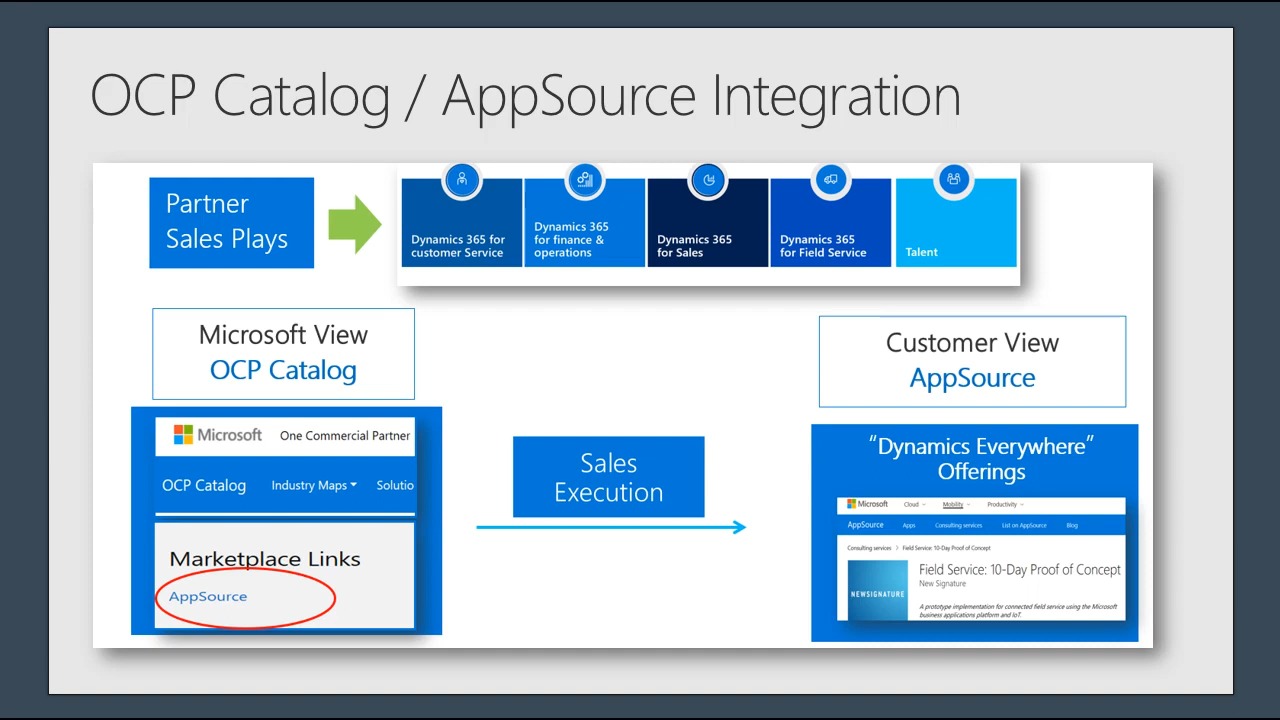 OCP Catalog / AppSource Integration
Partner
Sales Plays
Dynamics 365 for
customer Service
Dynamics 365
for finance &
operations
Dynamics 365
for Sales
Dynamics 365
for Field Service
Talent
Microsoft View
OCP Catalog
Microsoft One Commercial Partner
OCP Catalog Industry Maps Solutio
Marketplace Links
AppSource
Sales
Execution
Customer View
AppSource
“Dynamics Everywhere”
Offerings
Microsoft Cloud Mobility Productivity
AppSource Apps Consulting services List on AppSource Blog
Consulting services > Field Service: 10-Day Proof of Concept
NEWSIGNATURE
Field Service: 10-Day Proof of Concept
New Signature
A prototype implementation for connected field service using the Microsoft
business applications platform and IoT.